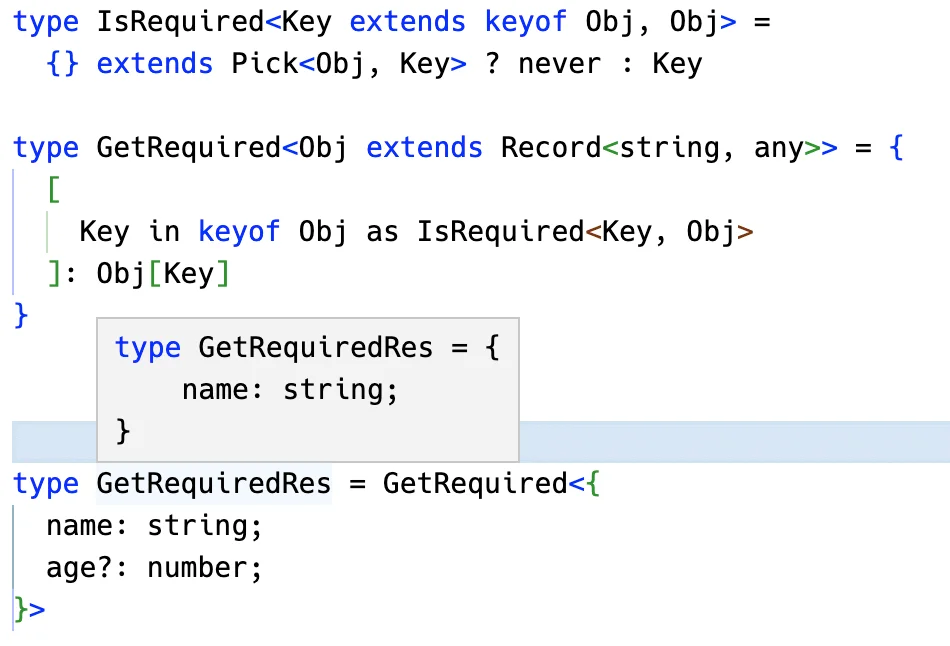 type IsRequired<Key extends keyof Obj, Obj> =
  {} extends Pick<Obj, Key> ? never : Key
type GetRequired<Obj extends Record<string, any>> = {
  [
    Key in keyof Obj as IsRequired<Key, Obj>
  ]: Obj[Key]
}
type GetRequiredRes = {
    name: string;
}
type GetRequiredRes = GetRequired<{
  name: string;
  age?: number;
}>